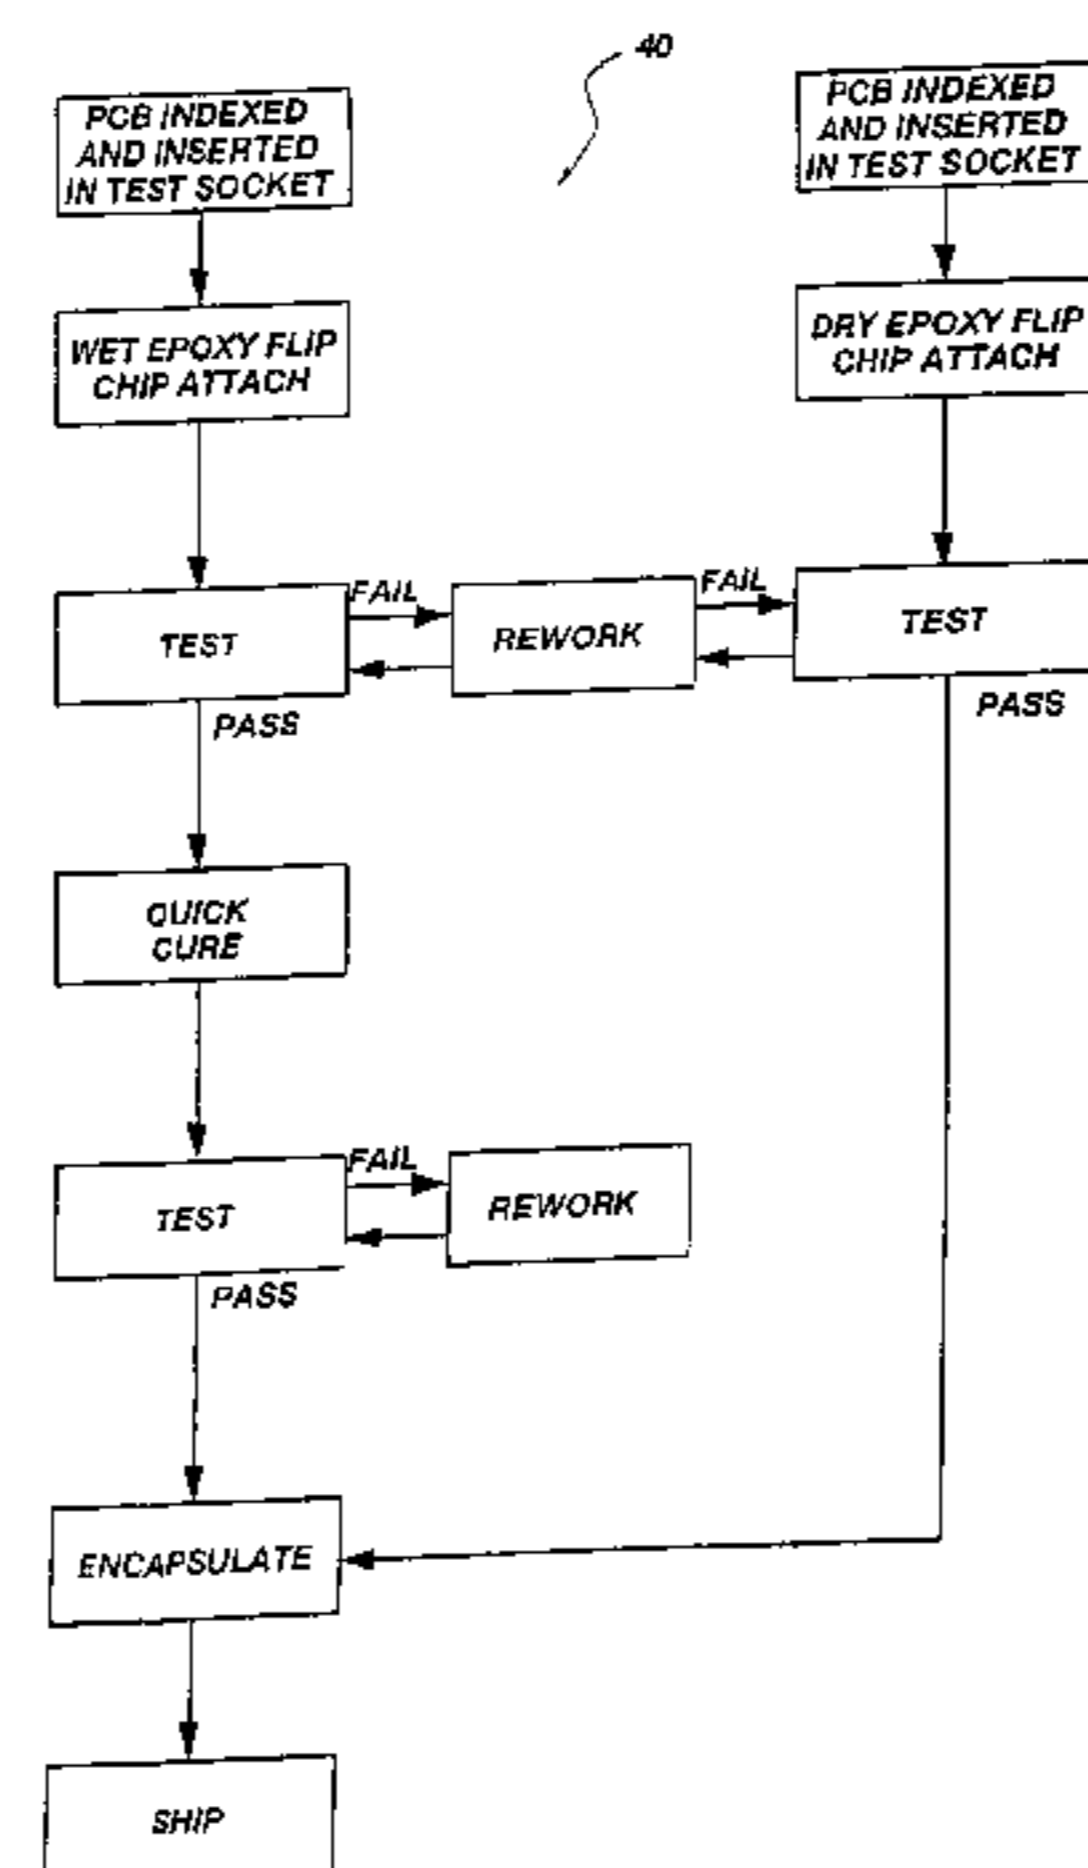 40
PCB INDEXED
AND INSERTED
IN TEST SOCKET
PCB INDEXED
AND INSERTED
IN TEST SOCKET
WET EPOXY FLIP
CHIP ATTACH
DRY EPOXY FLIP
CHIP ATTACH
TEST
FAIL
REWORK
FAIL
TEST
PASS
PASS
QUICK
CURE
TEST
FAIL
REWORK
PASS
ENCAPSULATE
SHIP